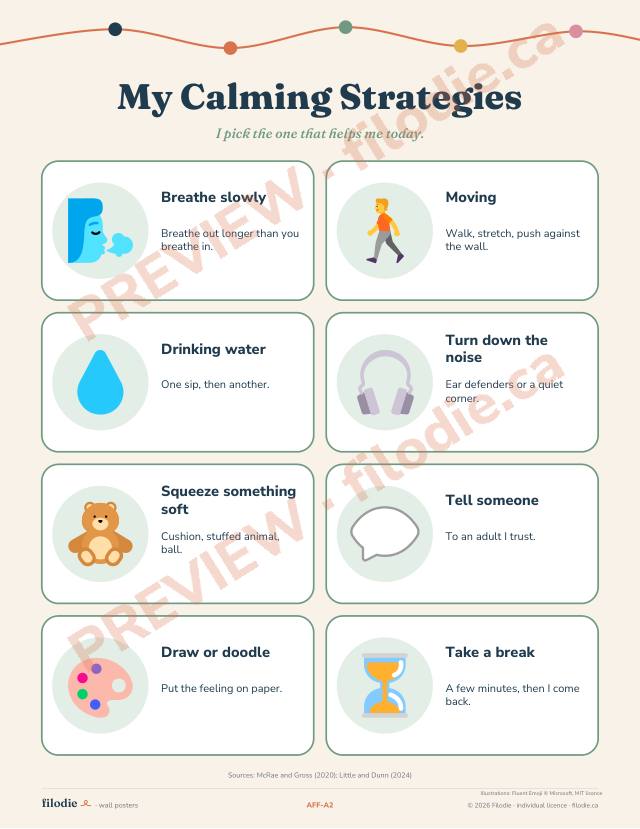 My Calming Strategies
I pick the one that helps me today.
Breathe slowly
Breathe out longer than you
breathe in.
Moving
Walk, stretch, push against
the wall.
Drinking water
One sip, then another.
Turn down the
noise
Ear defenders or a quiet
corner.
Squeeze something
soft
Cushion, stuffed animal,
ball.
Tell someone
To an adult I trust.
Draw or doodle
Put the feeling on paper.
Take a break
A few minutes, then I come
back.
PREVIEW · filodie.ca
PREVIEW · filodie.ca
Sources: McRae and Gross (2020); Little and Dunn (2024)
Illustrations: Fluent Emoji © Microsoft, MIT licence
filodie · wall posters
AFF-A2
© 2026 Filodie · individual licence · filodie.ca